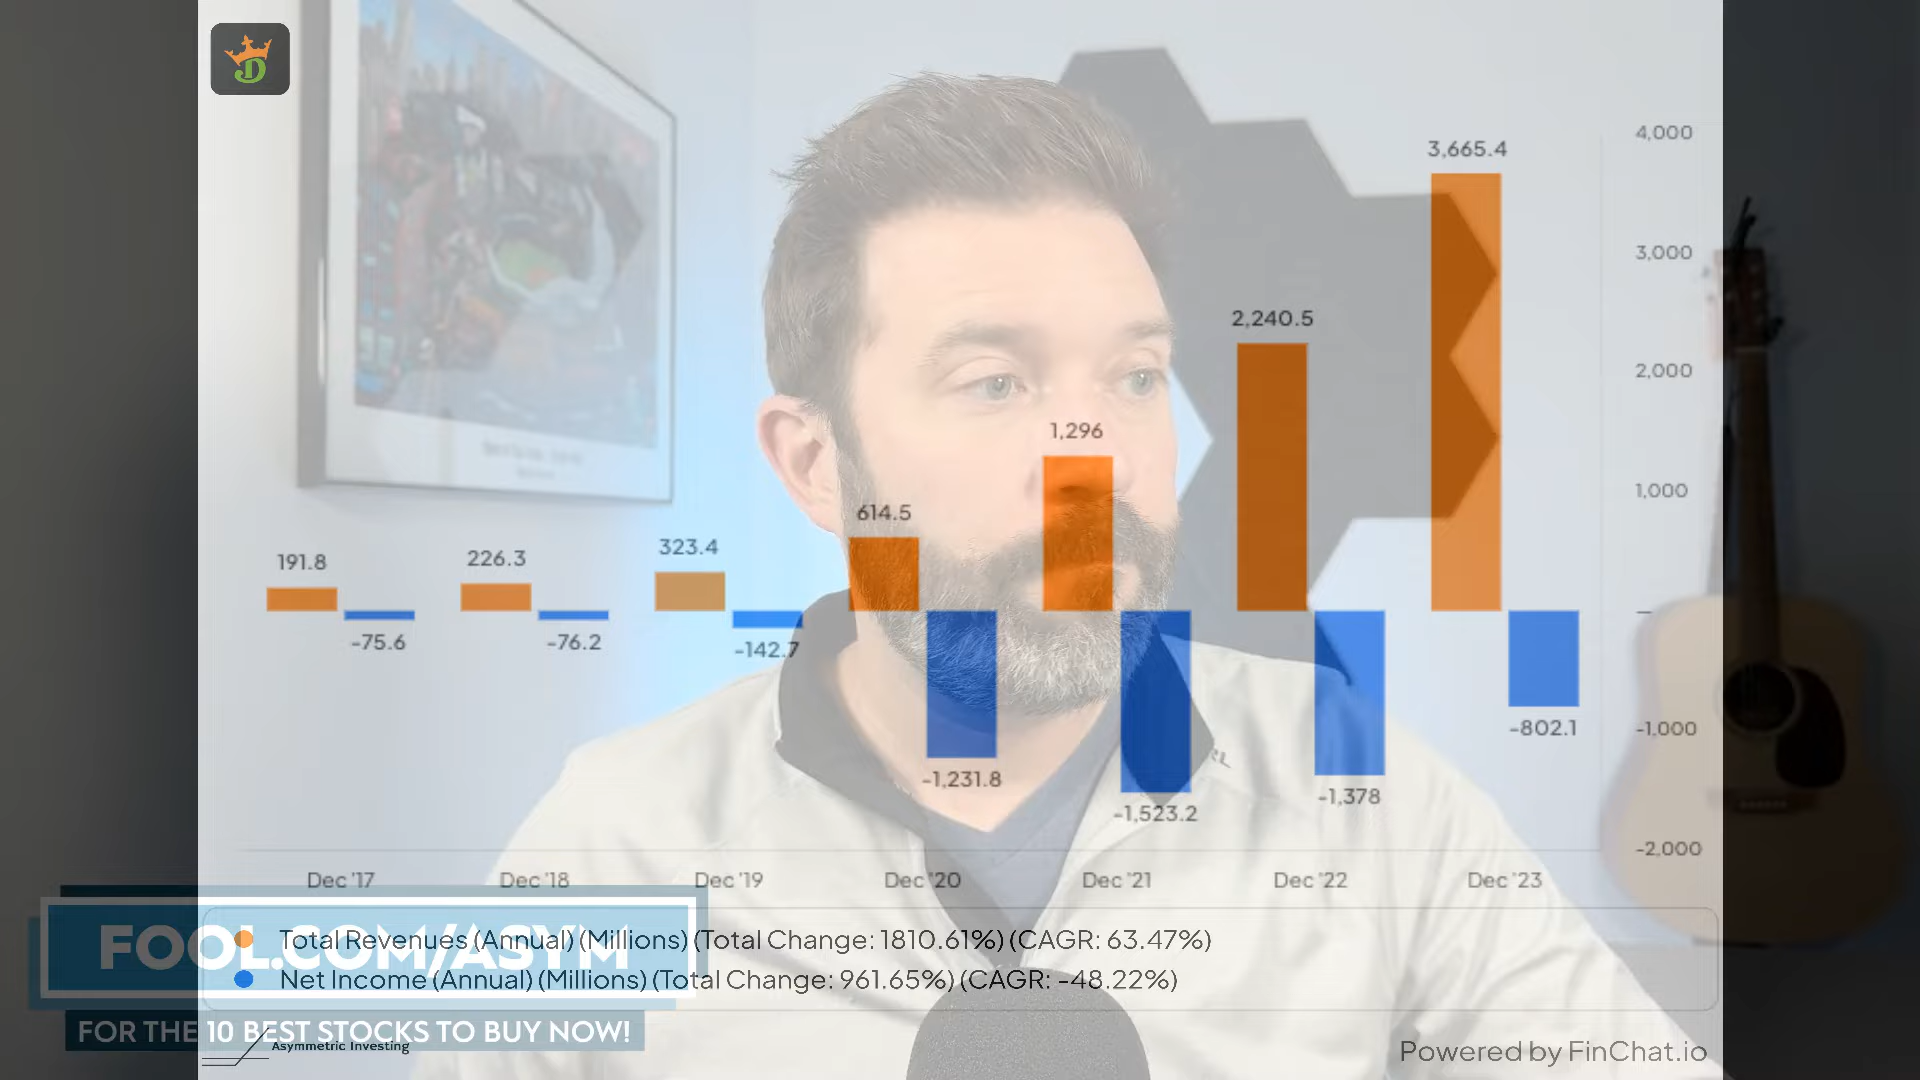 4,000
3,665.4
3,000
2,240.5
2,000
1,296
1,000
614.5
323.4
226.3
191.8
-75.6
-76.2
-142.7
-1,231.8
-1,523.2
-1,378
-802.1
-1,000
-2,000
Dec '17 Dec '18 Dec '19 Dec '20 Dec '21 Dec '22 Dec '23
FOOL.COM/ASYM
Total Revenues (Annual) (Millions) (Total Change: 1810.61%) (CAGR: 63.47%)
Net Income (Annual) (Millions) (Total Change: 961.65%) (CAGR: -48.22%)
FOR THE 10 BEST STOCKS TO BUY NOW!
Asymmetric Investing
Powered by FinChat.io